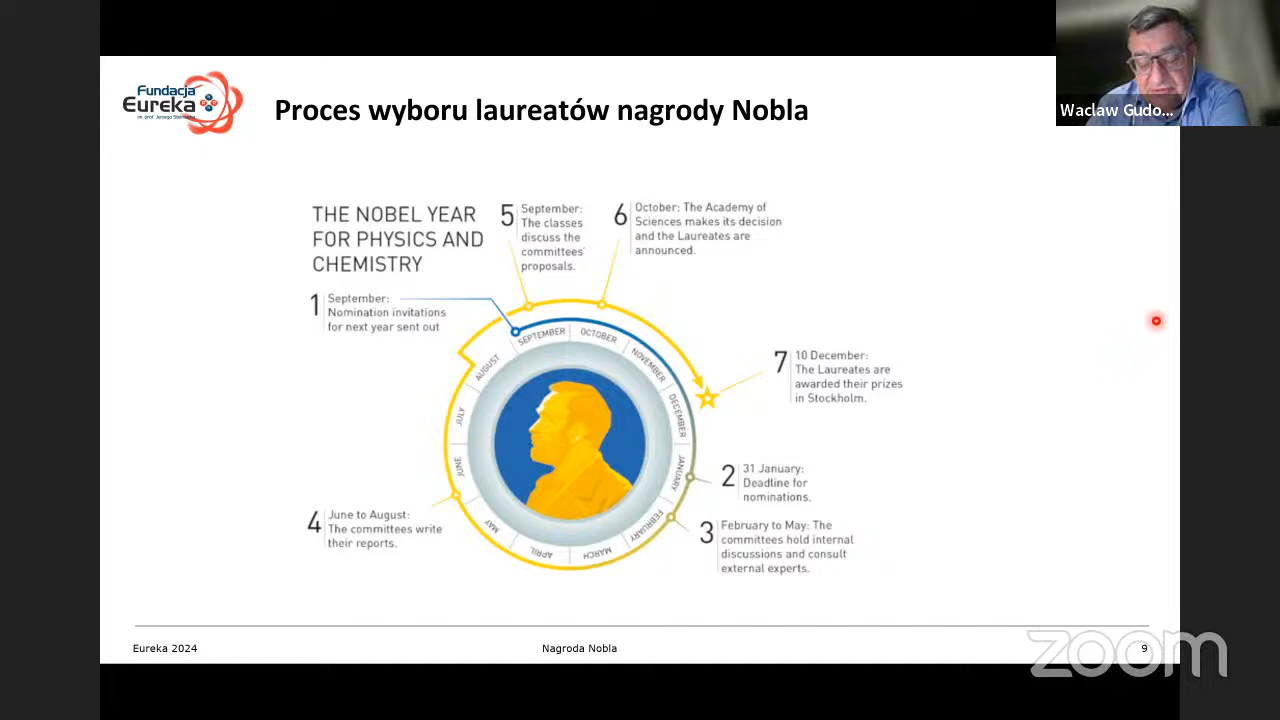 Fundacja
Eureka
im. prof. Jerzego
Proces wyboru laureatów nagrody Nobla
Waclaw Gudo...
THE NOBEL YEAR
FOR PHYSICS AND
CHEMISTRY
5 September:
The classes
discuss the
committees'
proposals.
6 October: The Academy of
Sciences makes its decision
and the Laureates are
announced.
1 September:
Nomination invitations
for next year sent out
7 10 December:
The Laureates are
awarded their prizes
in Stockholm.
2 31 January:
Deadline for
nominations.
3 February to May: The
committees hold internal
discussions and consult
external experts.
4 June to August:
The committees write
their reports.
SEPTEMBER
OCTOBER
NOVEMBER
DECEMBER
JANUARY
FEBRUARY
MARCH
APRIL
MAY
JUNE
JULY
AUGUST
Eureka 2024
Nagroda Nobla
9
zoom